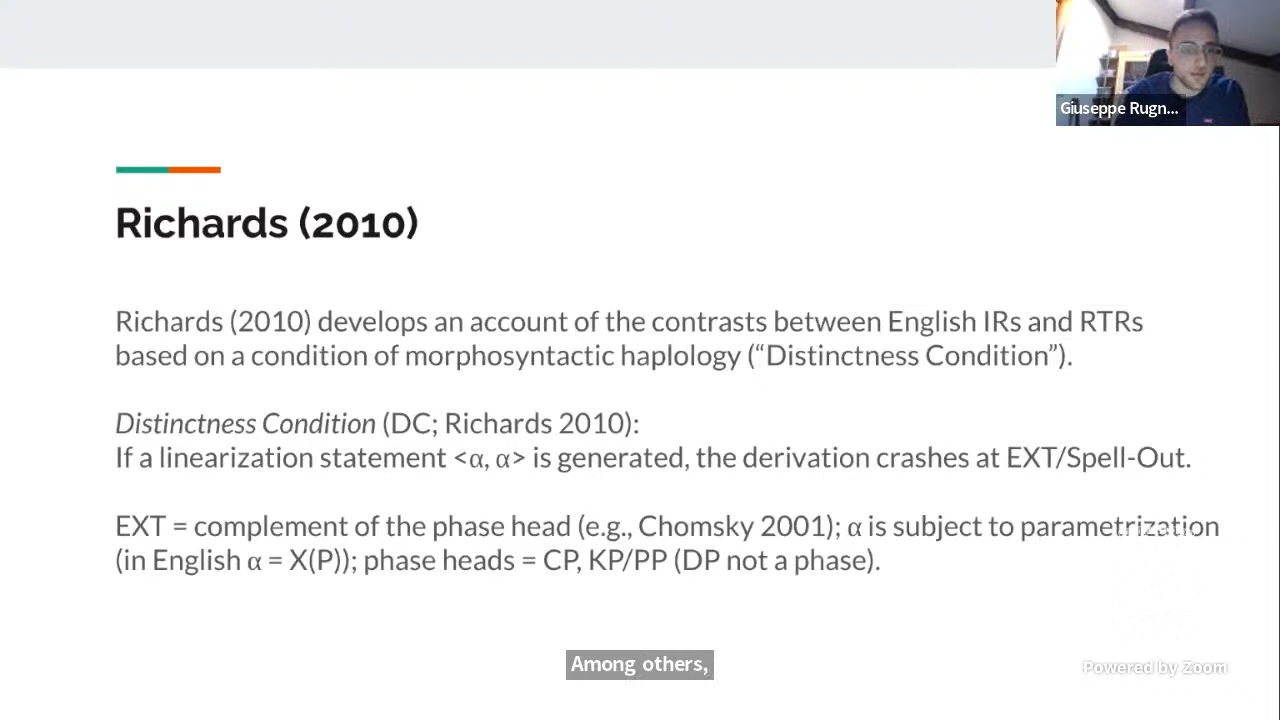 Giuseppe Rugn...
Richards (2010)
Richards (2010) develops an account of the contrasts between English IRs and RTRs
based on a condition of morphosyntactic haplology (“Distinctness Condition”).
Distinctness Condition (DC; Richards 2010):
If a linearization statement <α, α> is generated, the derivation crashes at EXT/Spell-Out.
EXT = complement of the phase head (e.g., Chomsky 2001); α is subject to parametrization
(in English α = X(P)); phase heads = CP, KP/PP (DP not a phase).
Among others,
Powered by Zoom